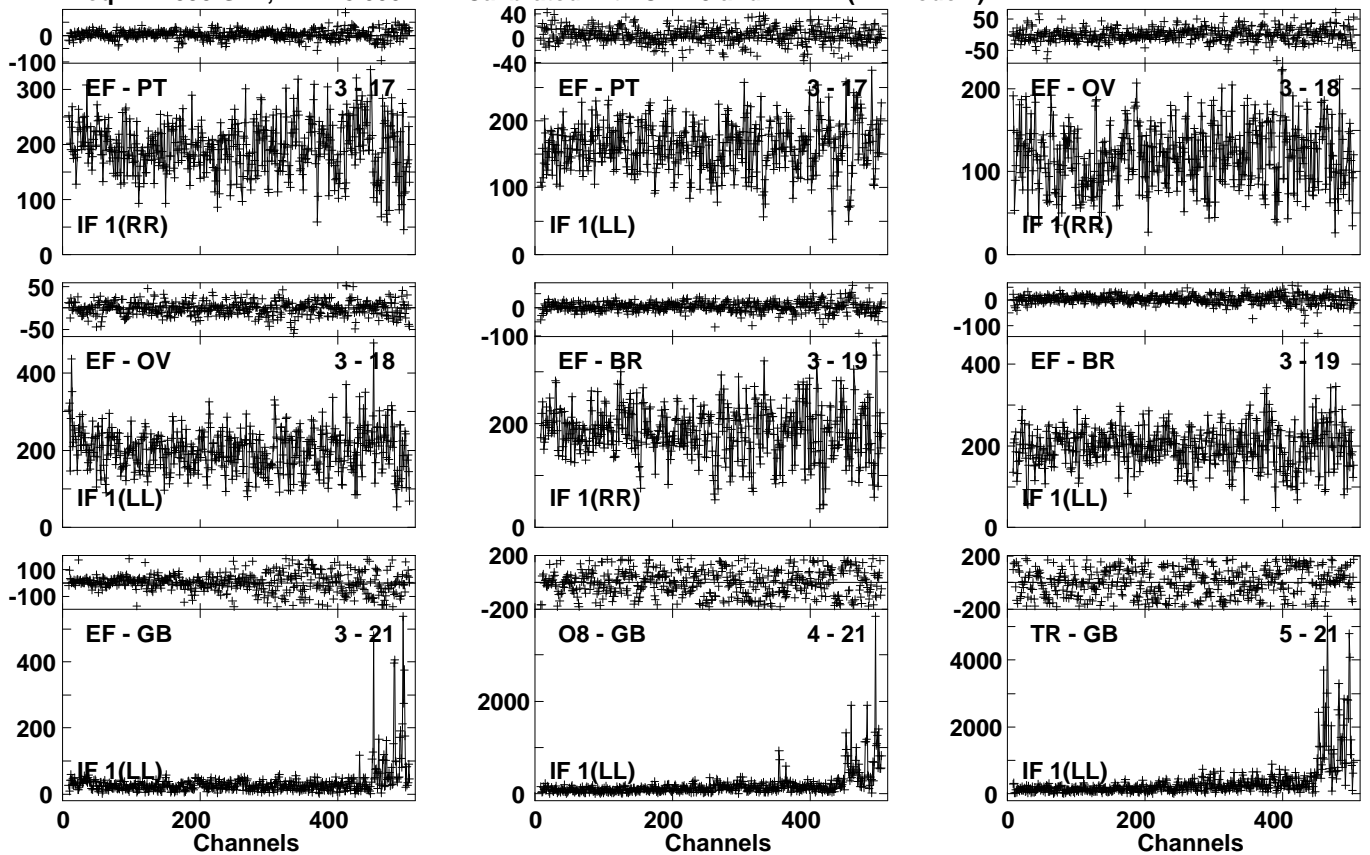 0
-100
40
0
-40
50
0
-50
EF - PT 3 - 17
300
200
100
0
IF 1(RR)
EF - PT 3 - 17
200
100
0
IF 1(LL)
EF - OV 3 - 18
200
100
0
IF 1(RR)
50
0
-50
0
-100
0
-100
EF - OV 3 - 18
400
200
0
IF 1(LL)
EF - BR 3 - 19
200
0
IF 1(RR)
EF - BR 3 - 19
400
200
0
IF 1(LL)
100
-100
200
-200
200
-200
EF - GB 3 - 21
400
200
0
IF 1(LL)
O8 - GB 4 - 21
2000
0
IF 1(LL)
TR - GB 5 - 21
4000
2000
0
IF 1(LL)
0 200 400
Channels
0 200 400
Channels
0 200 400
Channels